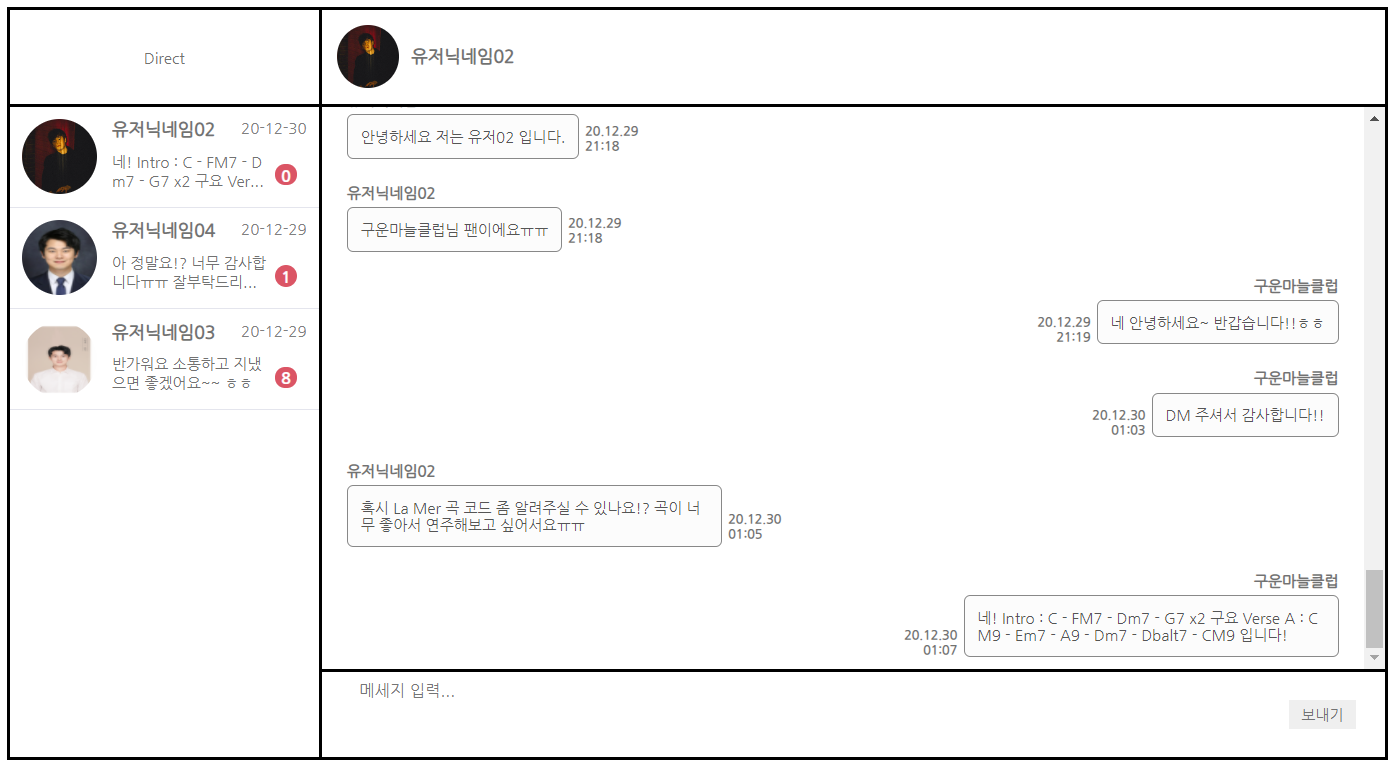 Direct
유저닉네임02
유저닉네임02 20-12-30
네! Intro : C - FM7 - D
m7 - G7 x2 구요 Ver...
0
유저닉네임04 20-12-29
아 정말요!? 너무 감사합
니다ㅠㅠ 잘부탁드리...
1
유저닉네임03 20-12-29
반가워요 소통하고 지냈
으면 좋겠어요~~ ㅎㅎ
8
안녕하세요 저는 유저02 입니다.
20.12.29
21:18
유저닉네임02
구운마늘클럽님 팬이에요ㅠㅠ
20.12.29
21:18
구운마늘클럽
20.12.29
21:19
네 안녕하세요~ 반갑습니다!!ㅎㅎ
구운마늘클럽
20.12.30
01:03
DM 주셔서 감사합니다!!
유저닉네임02
혹시 La Mer 곡 코드 좀 알려주실 수 있나요!? 곡이 너
무 좋아서 연주해보고 싶어서요ㅠㅠ
20.12.30
01:05
구운마늘클럽
20.12.30
01:07
네! Intro : C - FM7 - Dm7 - G7 x2 구요 Verse A : C
M9 - Em7 - A9 - Dm7 - Dbalt7 - CM9 입니다!
메세지 입력...
보내기